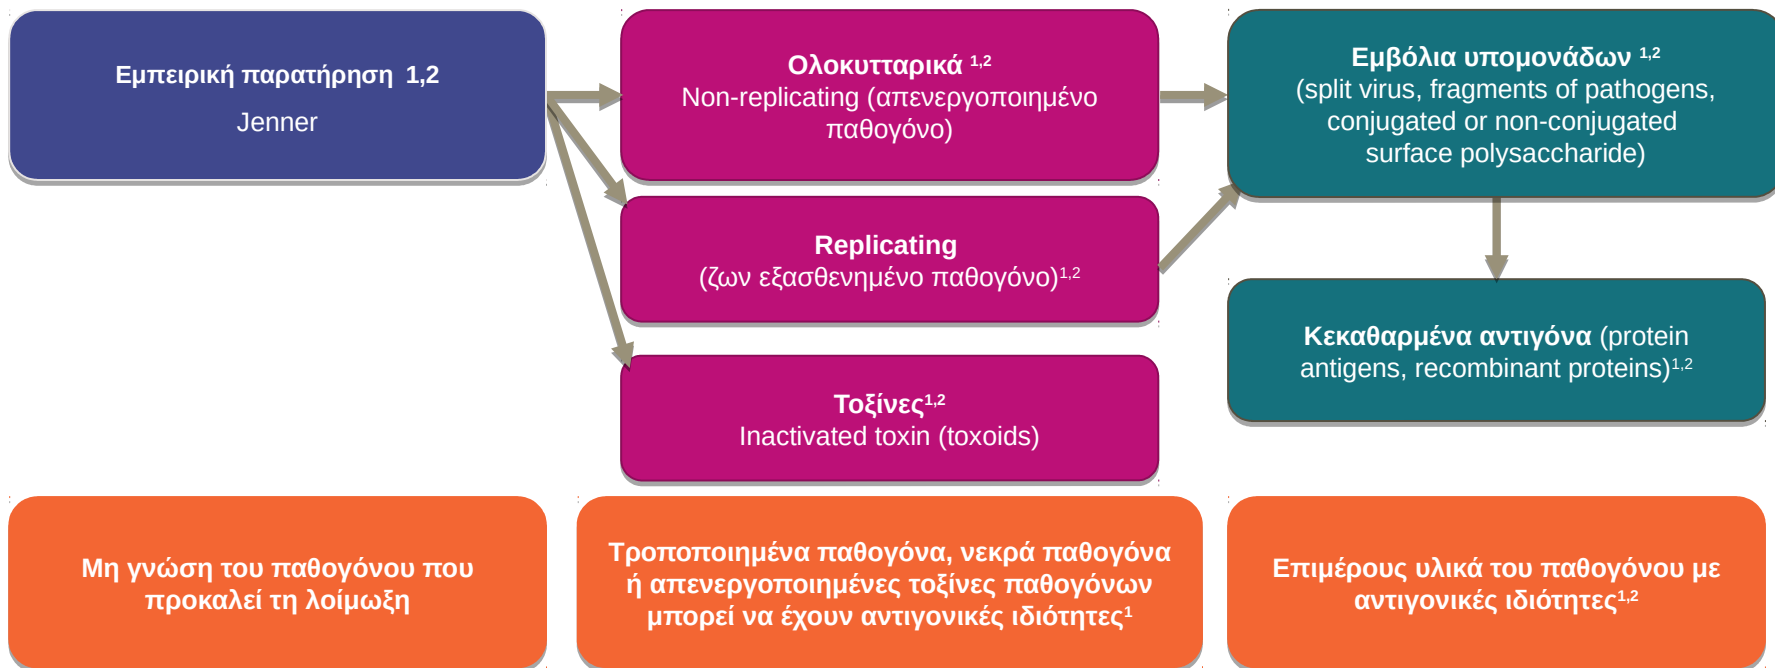 Εμπειρική παρατήρηση 1,2
Jenner
Ολοκυτταρικά 1,2
Non-replicating (απενεργοποιημένο
παθογόνο)
Replicating
(ζων εξασθενημένο παθογόνο)1,2
Τοξίνες1,2
Inactivated toxin (toxoids)
Εμβόλια υπομονάδων 1,2
(split virus, fragments of pathogens,
conjugated or non-conjugated
surface polysaccharide)
Κεκαθαρμένα αντιγόνα (protein
antigens, recombinant proteins)1,2
Μη γνώση του παθογόνου που
προκαλεί τη λοίμωξη
Τροποποιημένα παθογόνα, νεκρά παθογόνα
ή απενεργοποιημένες τοξίνες παθογόνων
μπορεί να έχουν αντιγονικές ιδιότητες1
Επιμέρους υλικά του παθογόνου με
αντιγονικές ιδιότητες1,2